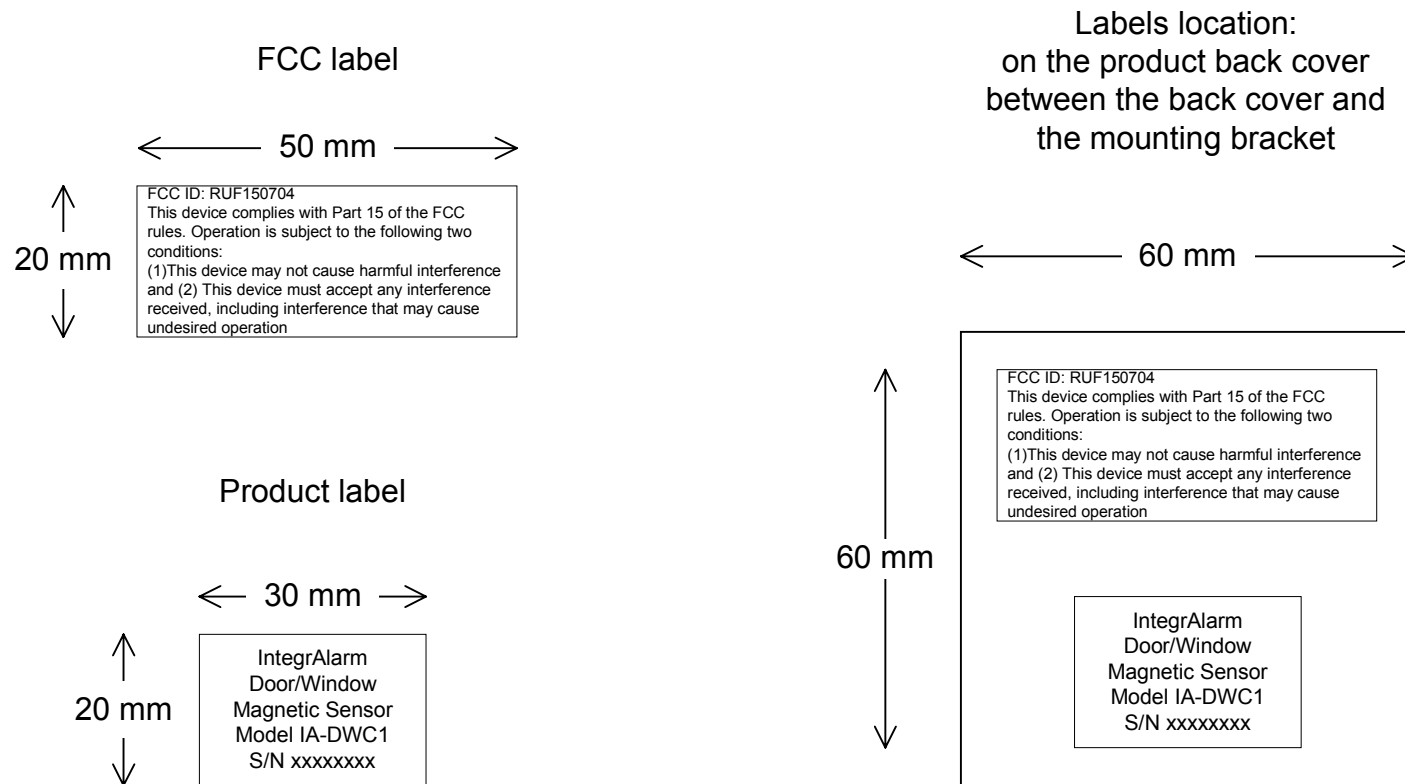 FCC label
50 mm
20 mm
FCC ID: RUF150704
This device complies with Part 15 of the FCC
rules. Operation is subject to the following two
conditions:
(1)This device may not cause harmful interference
and (2) This device must accept any interference
received, including interference that may cause
undesired operation
Product label
30 mm
20 mm
IntegrAlarm
Door/Window
Magnetic Sensor
Model IA-DWC1
S/N xxxxxxxx
Labels location:
on the product back cover
between the back cover and
the mounting bracket
60 mm
60 mm
FCC ID: RUF150704
This device complies with Part 15 of the FCC
rules. Operation is subject to the following two
conditions:
(1)This device may not cause harmful interference
and (2) This device must accept any interference
received, including interference that may cause
undesired operation
IntegrAlarm
Door/Window
Magnetic Sensor
Model IA-DWC1
S/N xxxxxxxx